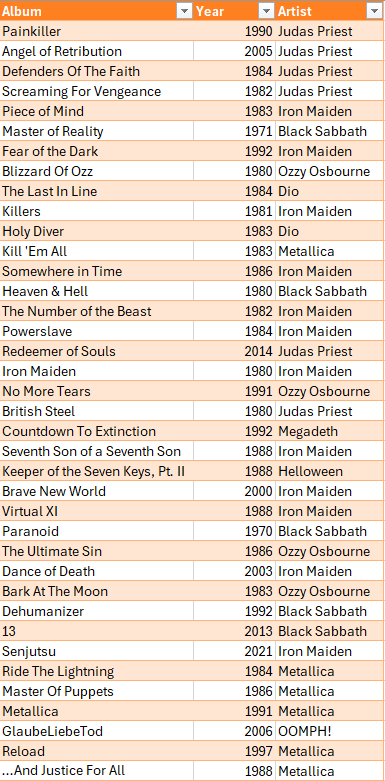 Album Year Artist
Painkiller 1990 Judas Priest
Angel of Retribution 2005 Judas Priest
Defenders Of The Faith 1984 Judas Priest
Screaming For Vengeance 1982 Judas Priest
Piece of Mind 1983 Iron Maiden
Master of Reality 1971 Black Sabbath
Fear of the Dark 1992 Iron Maiden
Blizzard Of Ozz 1980 Ozzy Osbourne
The Last In Line 1984 Dio
Killers 1981 Iron Maiden
Holy Diver 1983 Dio
Kill 'Em All 1983 Metallica
Somewhere in Time 1986 Iron Maiden
Heaven & Hell 1980 Black Sabbath
The Number of the Beast 1982 Iron Maiden
Powerslave 1984 Iron Maiden
Redeemer of Souls 2014 Judas Priest
Iron Maiden 1980 Iron Maiden
No More Tears 1991 Ozzy Osbourne
British Steel 1980 Judas Priest
Countdown To Extinction 1992 Megadeth
Seventh Son of a Seventh Son 1988 Iron Maiden
Keeper of the Seven Keys, Pt. II 1988 Helloween
Brave New World 2000 Iron Maiden
Virtual XI 1988 Iron Maiden
Paranoid 1970 Black Sabbath
The Ultimate Sin 1986 Ozzy Osbourne
Dance of Death 2003 Iron Maiden
Bark At The Moon 1983 Ozzy Osbourne
Dehumanizer 1992 Black Sabbath
13 2013 Black Sabbath
Senjutsu 2021 Iron Maiden
Ride The Lightning 1984 Metallica
Master Of Puppets 1986 Metallica
Metallica 1991 Metallica
GlaubeLiebeTod 2006 OOMPH!
Reload 1997 Metallica
...And Justice For All 1988 Metallica